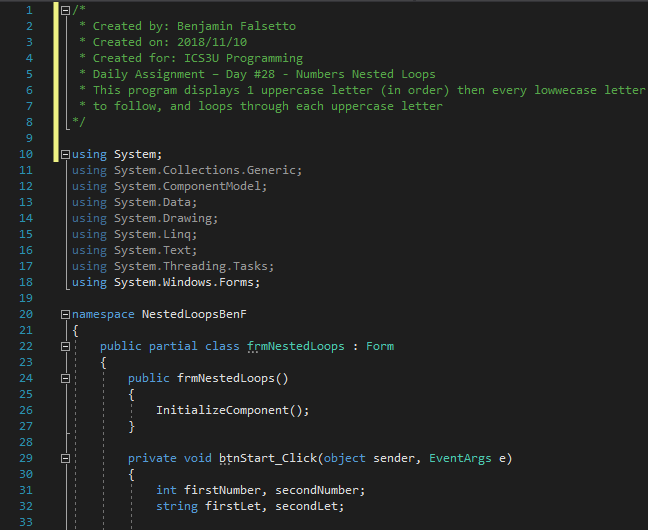 1 /*
2 * Created by: Benjamin Falsetto
3 * Created on: 2018/11/10
4 * Created for: ICS3U Programming
5 * Daily Assignment – Day #28 - Numbers Nested Loops
6 * This program displays 1 uppercase letter (in order) then every lowwecase letter
7 * to follow, and loops through each uppercase letter
8 */
9
10 using System;
11 using System.Collections.Generic;
12 using System.ComponentModel;
13 using System.Data;
14 using System.Drawing;
15 using System.Linq;
16 using System.Text;
17 using System.Threading.Tasks;
18 using System.Windows.Forms;
19
20 namespace NestedLoopsBenF
21 {
22 public partial class frmNestedLoops : Form
23 {
24 public frmNestedLoops()
25 {
26 InitializeComponent();
27 }
28
29 private void btnStart_Click(object sender, EventArgs e)
30 {
31 int firstNumber, secondNumber;
32 string firstLet, secondLet;
33